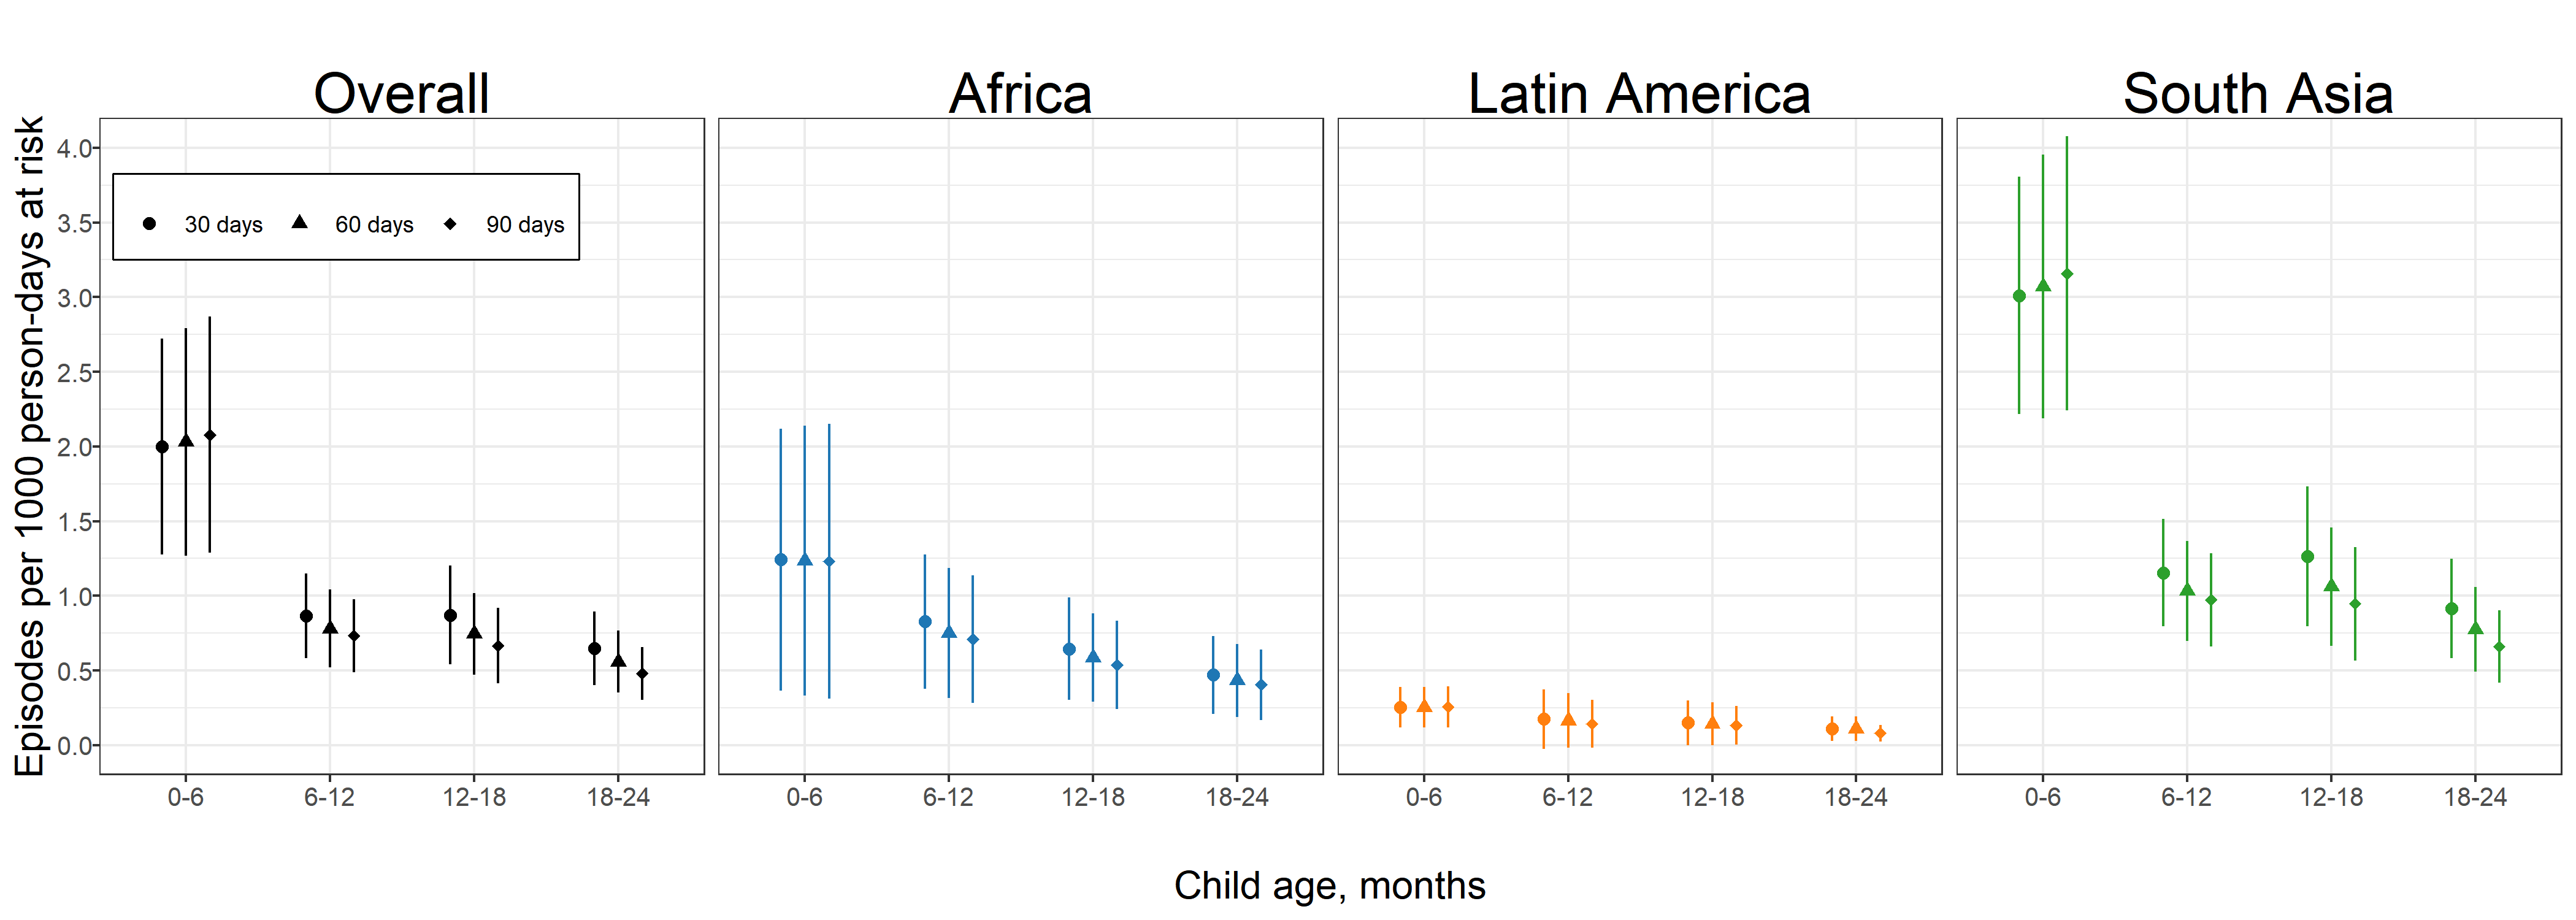 Overall Africa Latin America South Asia
Episodes per 1000 person-days at risk
4.0
3.5
3.0
2.5
2.0
1.5
1.0
0.5
0.0
30 days 60 days 90 days
0-6 6-12 12-18 18-24 0-6 6-12 12-18 18-24 0-6 6-12 12-18 18-24 0-6 6-12 12-18 18-24
Child age, months